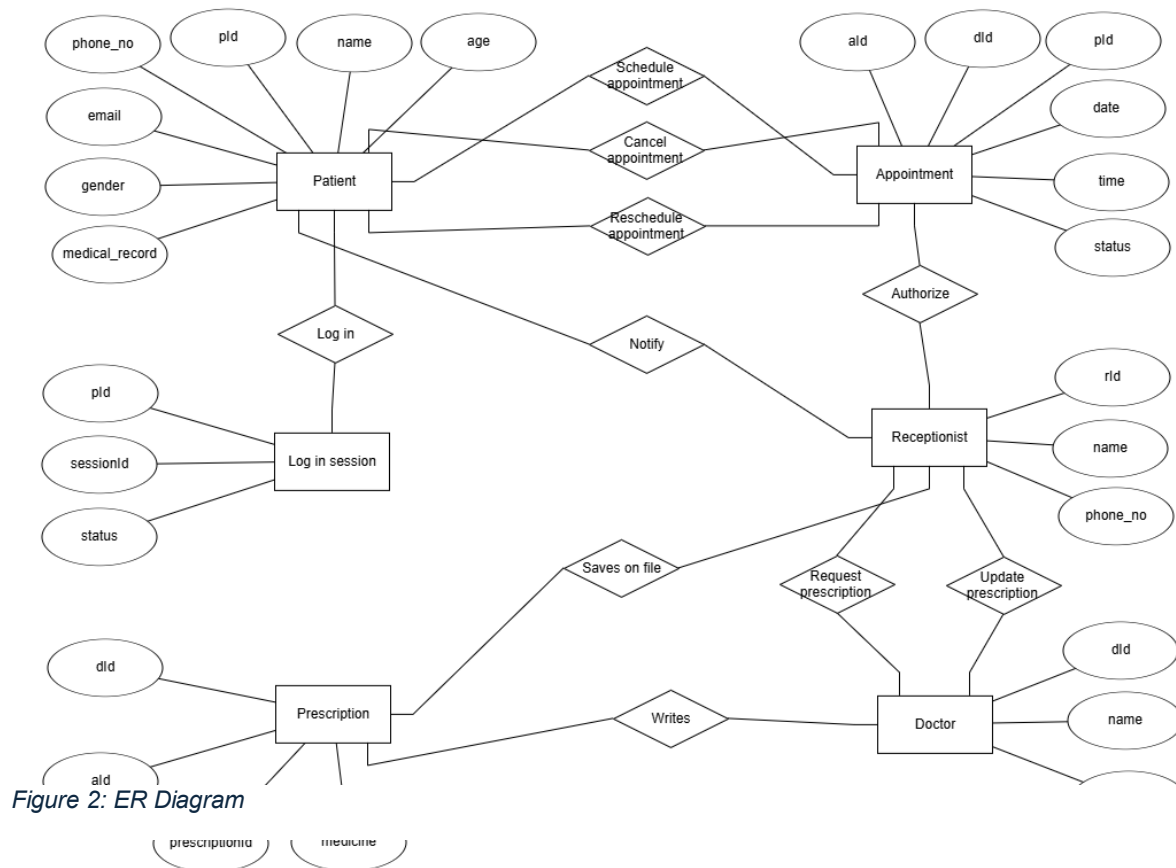 phone_no
pId
name
age
Schedule
appointment
aId
dId
pId
email
date
Cancel
appointment
gender
Patient
Appointment
time
medical_record
Reschedule
appointment
status
Authorize
Log in
Notify
pId
rId
Receptionist
name
sessionId
Log in session
phone_no
status
Saves on file
Request
prescription
Update
prescription
dId
dId
Prescription
Writes
Doctor
name
aId
Figure 2: ER Diagram
prescriptionId
medicine